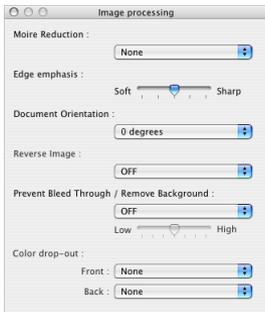 Image processing
Moire Reduction :
None
Edge emphasis :
Soft Sharp
Document Orientation :
0 degrees
Reverse Image :
OFF
Prevent Bleed Through / Remove Background :
OFF
Low High
Color drop-out :
Front : None
Back : None